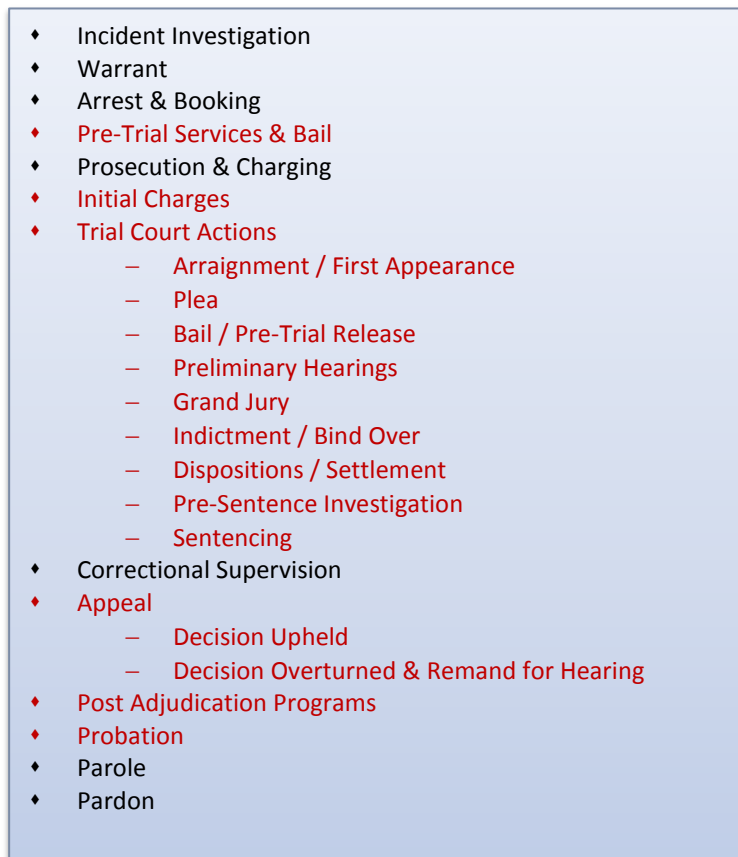 ♦ Incident Investigation
♦ Warrant
♦ Arrest & Booking
♦ Pre-Trial Services & Bail
♦ Prosecution & Charging
♦ Initial Charges
♦ Trial Court Actions
– Arraignment / First Appearance
– Plea
– Bail / Pre-Trial Release
– Preliminary Hearings
– Grand Jury
– Indictment / Bind Over
– Dispositions / Settlement
– Pre-Sentence Investigation
– Sentencing
♦ Correctional Supervision
♦ Appeal
– Decision Upheld
– Decision Overturned & Remand for Hearing
♦ Post Adjudication Programs
♦ Probation
♦ Parole
♦ Pardon